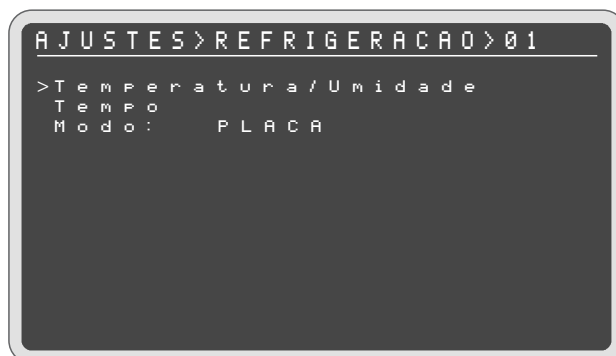 AJUSTES>REFRIGERACAO>01
>Temperatura/Umidade
Tempo
Modo: PLACA